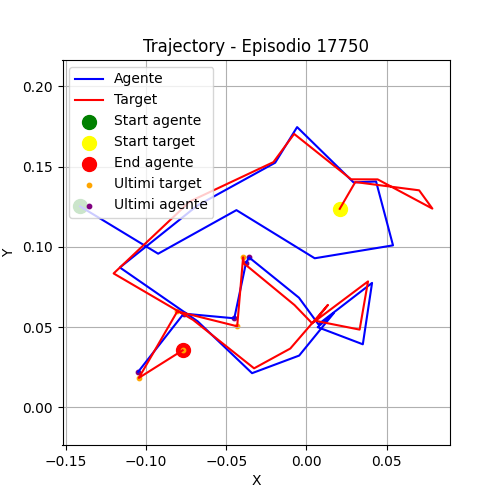 Trajectory - Episodio 17750
Agente
Target
Start agente
Start target
End agente
Ultimi target
Ultimi agente
0.20
0.15
0.10
0.05
0.00
Y
−0.15
−0.10
−0.05
0.00
0.05
X